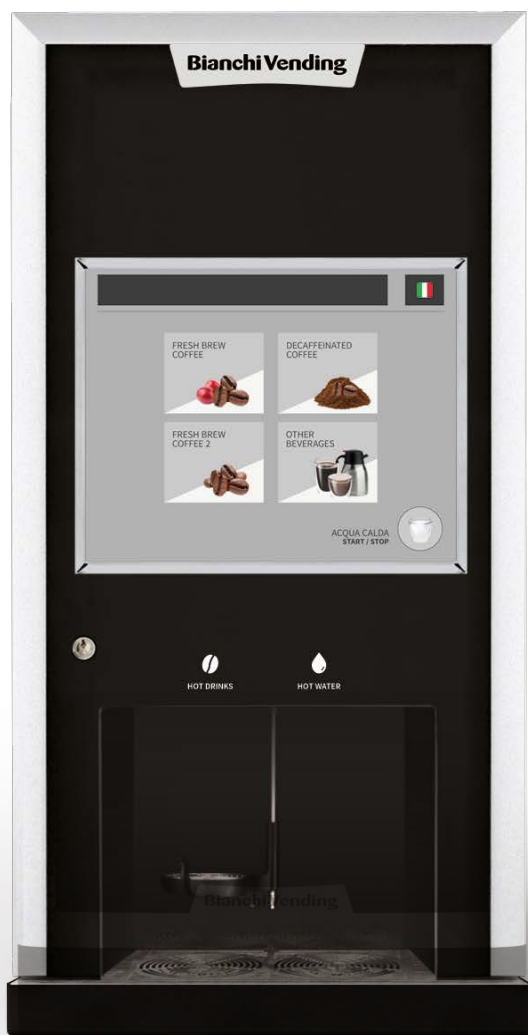 Bianchi Vending
FRESH BREW
COFFEE
DECAFFEINATED
COFFEE
FRESH BREW
COFFEE 2
OTHER
BEVERAGES
ACQUA CALDA
START / STOP
HOT DRINKS
HOT WATER
Bianchi Vending